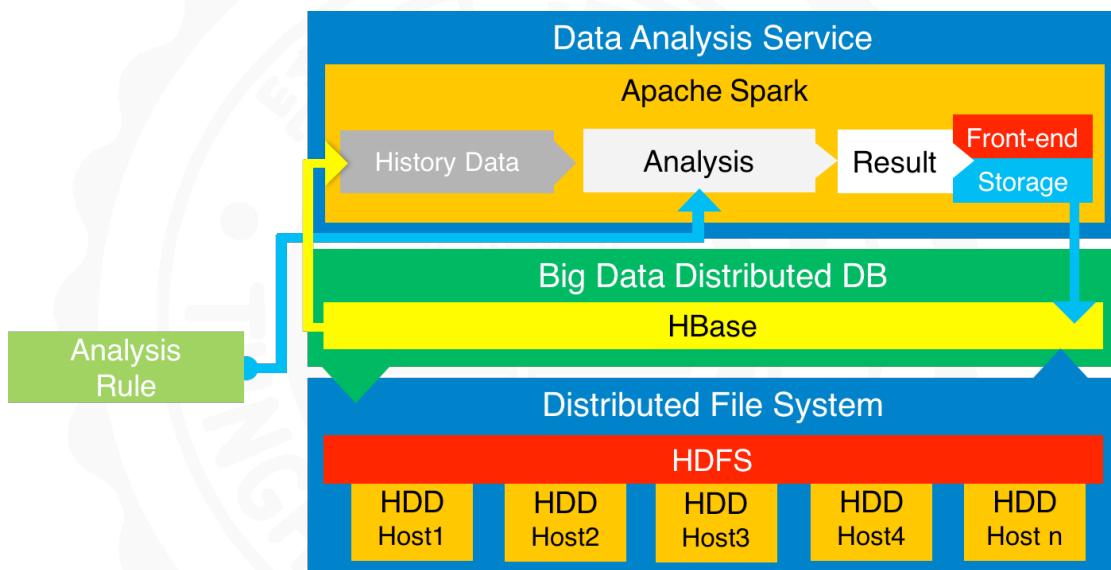 Data Analysis Service
Apache Spark
History Data
Analysis
Result
Front-end
Storage
Big Data Distributed DB
HBase
Analysis
Rule
Distributed File System
HDFS
HDD
Host1
HDD
Host2
HDD
Host3
HDD
Host4
HDD
Host n